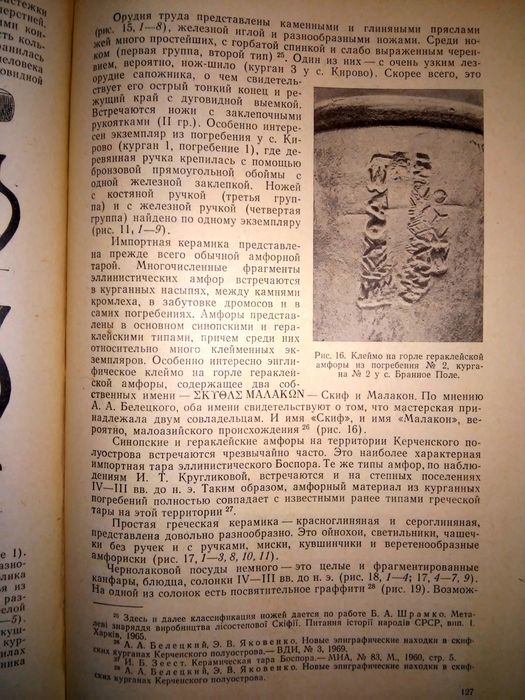 Орудия труда представлены каменными и глиняными пряслами
(рис. 15, 1—8), железной иглой и разнообразными ножами. Среди но-
жей много простейших, с горбатой спинкой и слабо выраженным черен-
ком (первая группа, второй тип) ²⁵. Один из них — с очень узким лез-
вием, вероятно, нож-шило (курган 3 у с. Кирово). Скорее всего, это
орудие сапожника, о чем свидетель-
ствует его острый тонкий конец и ре-
жущий край с дуговидной выемкой.
Встречаются ножи с заклепочными
рукоятками (II гр.). Особенно интере-
сен экземпляр из погребения у с. Ки-
рово (курган 1, погребение 1), где де-
ревянная ручка крепилась с помощью
бронзовой прямоугольной обоймы с
одной железной заклепкой. Ножей
с костяной ручкой (третья груп-
па) и с железной ручкой (четвертая
группа) найдено по одному экземпляру
(рис. 11, 1—9).
Импортная керамика представле-
на прежде всего обычной амфорной
тарой. Многочисленные фрагменты
эллинистических амфор встречаются
в курганных насыпях, между камнями
кромлеха, в забутовке дромосов и в
самих погребениях. Амфоры представ-
лены в основном синопскими и гера-
клейскими типами, причем среди них
относительно много клейменных эк-
земпляров. Особенно интересно энгли-
фическое клеймо на горле гераклей-
ской амфоры, содержащее два соб-
ственных имени — ΣΚΤΟΛΣ ΜΑΛΑΚΩΝ — Скиф и Малакон. По мнению
А. А. Белецкого, оба имени свидетельствуют о том, что мастерская при-
надлежала двум совладельцам. И имя «Скиф», и имя «Малакон», ве-
роятно, малоазийского происхождения ²⁶ (рис. 16).
Рис. 16. Клеймо на горле гераклейской
амфоры из погребения № 2, курга-
на № 2 у с. Бранное Поле.
Синопские и гераклейские амфоры на территории Керченского по-
луострова встречаются чрезвычайно часто. Это наиболее характерная
импортная тара эллинистического Боспора. Те же типы амфор, по наблю-
дениям И. Т. Кругликовой, встречаются и на степных поселениях
IV—III вв. до н. э. Таким образом, амфорный материал из курганных
погребений полностью совпадает с известными ранее типами греческой
тары на этой территории ²⁷.
Простая греческая керамика — красноглиняная и сероглиняная,
представлена довольно разнообразно. Это ойнохои, светильники, чашеч-
ки без ручек и с ручками, миски, кувшинчики и веретенообразные
амфориски (рис. 17, 1—3, 8, 10, 11).
Чернолаковой посуды немного — это целые и фрагментированные
канфары, блюдца, солонки IV—III вв. до н. э. (рис. 18, 1—4; 17, 4—7, 9).
На одной из солонок есть посвятительное граффити ²⁸ (рис. 19). Возмож-
²⁵ Здесь и далее классификация ножей дается по работе Б. А. Шрамко. Мета-
леві знаряддя виробництва лісостепової Скіфії. Питання історії народів СРСР, вип. I.
Харків, 1965.
²⁶ А. А. Белецкий, Э. В. Яковенко. Новые эпиграфические находки в скиф-
ских курганах Керченского полуострова.— ВДИ, № 3, 1969.
²⁷ И. Б. Зеест. Керамическая тара Боспора.— МИА, № 83, М., 1960, стр. 5.
²⁸ А. А. Белецкий, Э. В. Яковенко. Новые эпиграфические находки в скиф-
ских курганах Керченского полуострова.
127